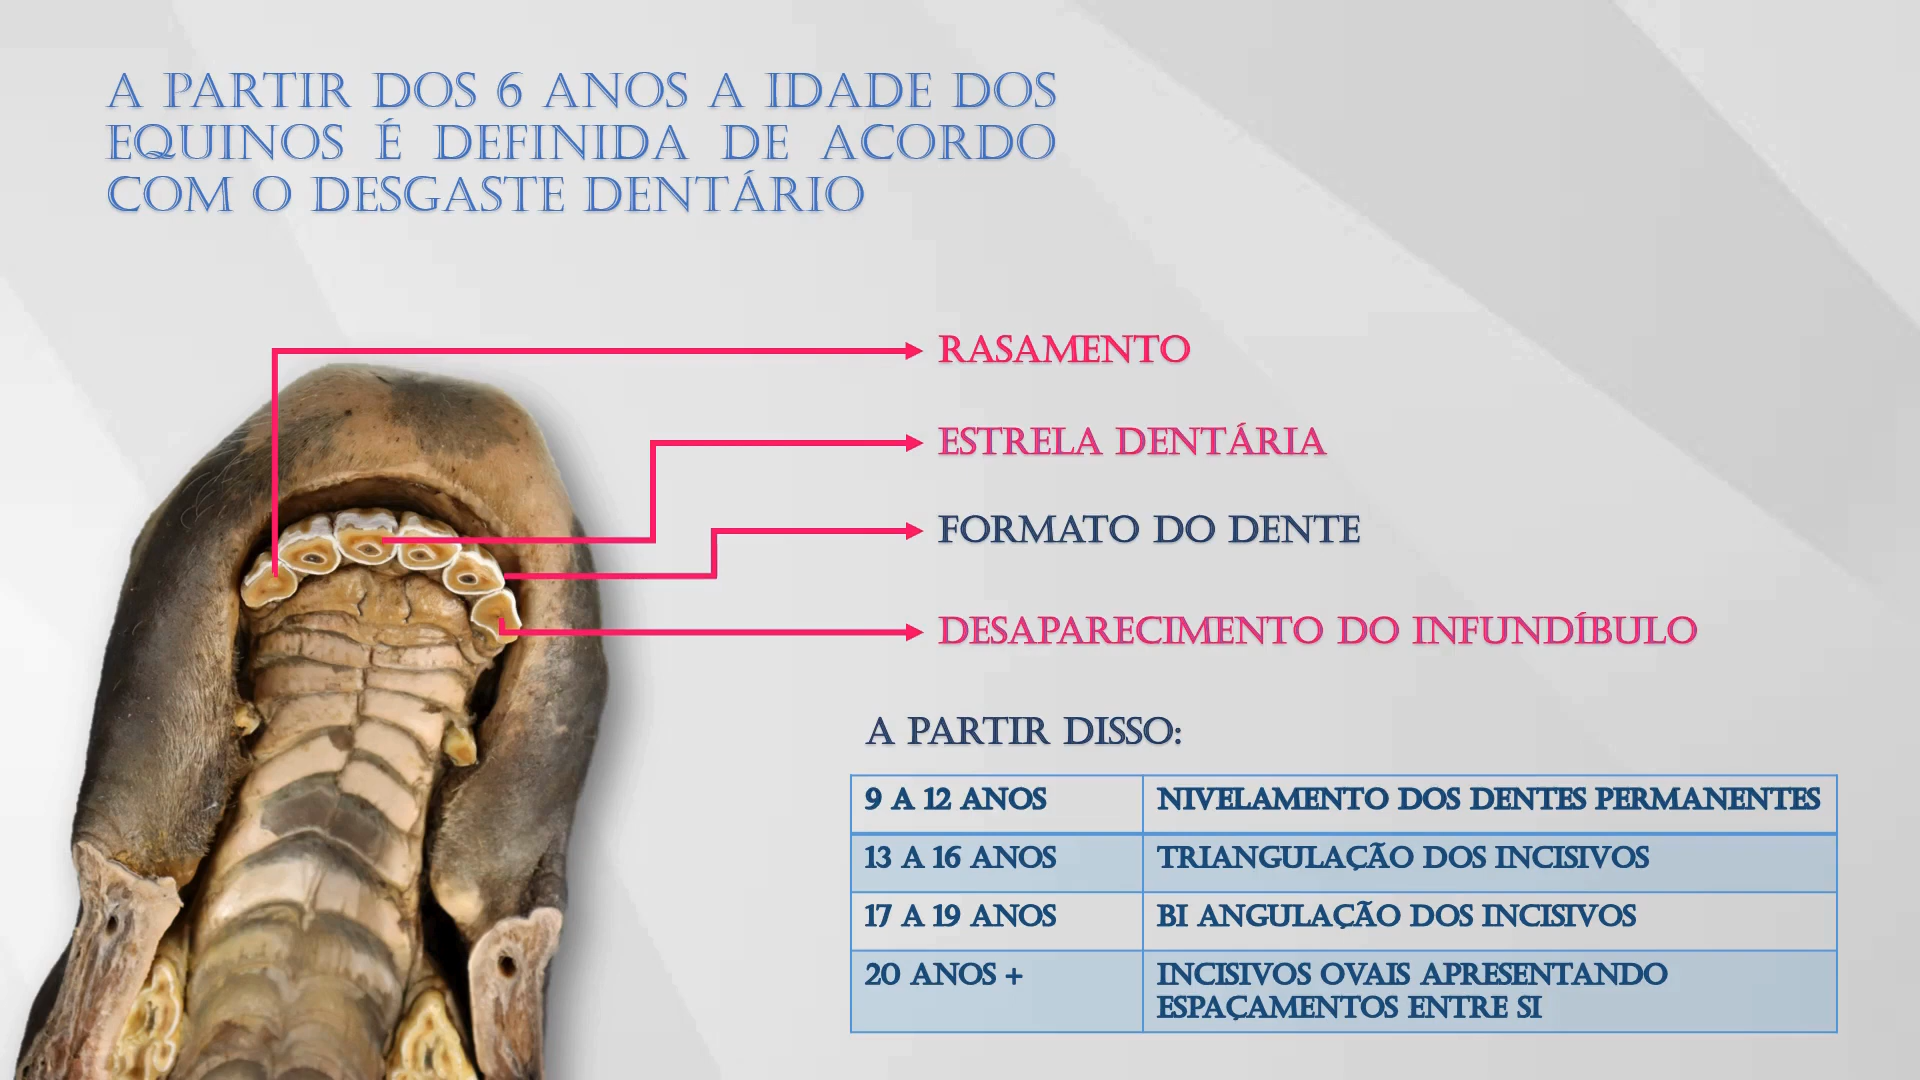 A PARTIR DOS 6 ANOS A IDADE DOS
EQUINOS É DEFINIDA DE ACORDO
COM O DESGASTE DENTÁRIO
RASAMENTO
ESTRELA DENTÁRIA
FORMATO DO DENTE
DESAPARECIMENTO DO INFUNDÍBULO
A PARTIR DISSO:
9 A 12 ANOS
NIVELAMENTO DOS DENTES PERMANENTES
13 A 16 ANOS
TRIANGULAÇÃO DOS INCISIVOS
17 A 19 ANOS
BI ANGULAÇÃO DOS INCISIVOS
20 ANOS +
INCISIVOS OVAIS APRESENTANDO
ESPAÇAMENTOS ENTRE SI